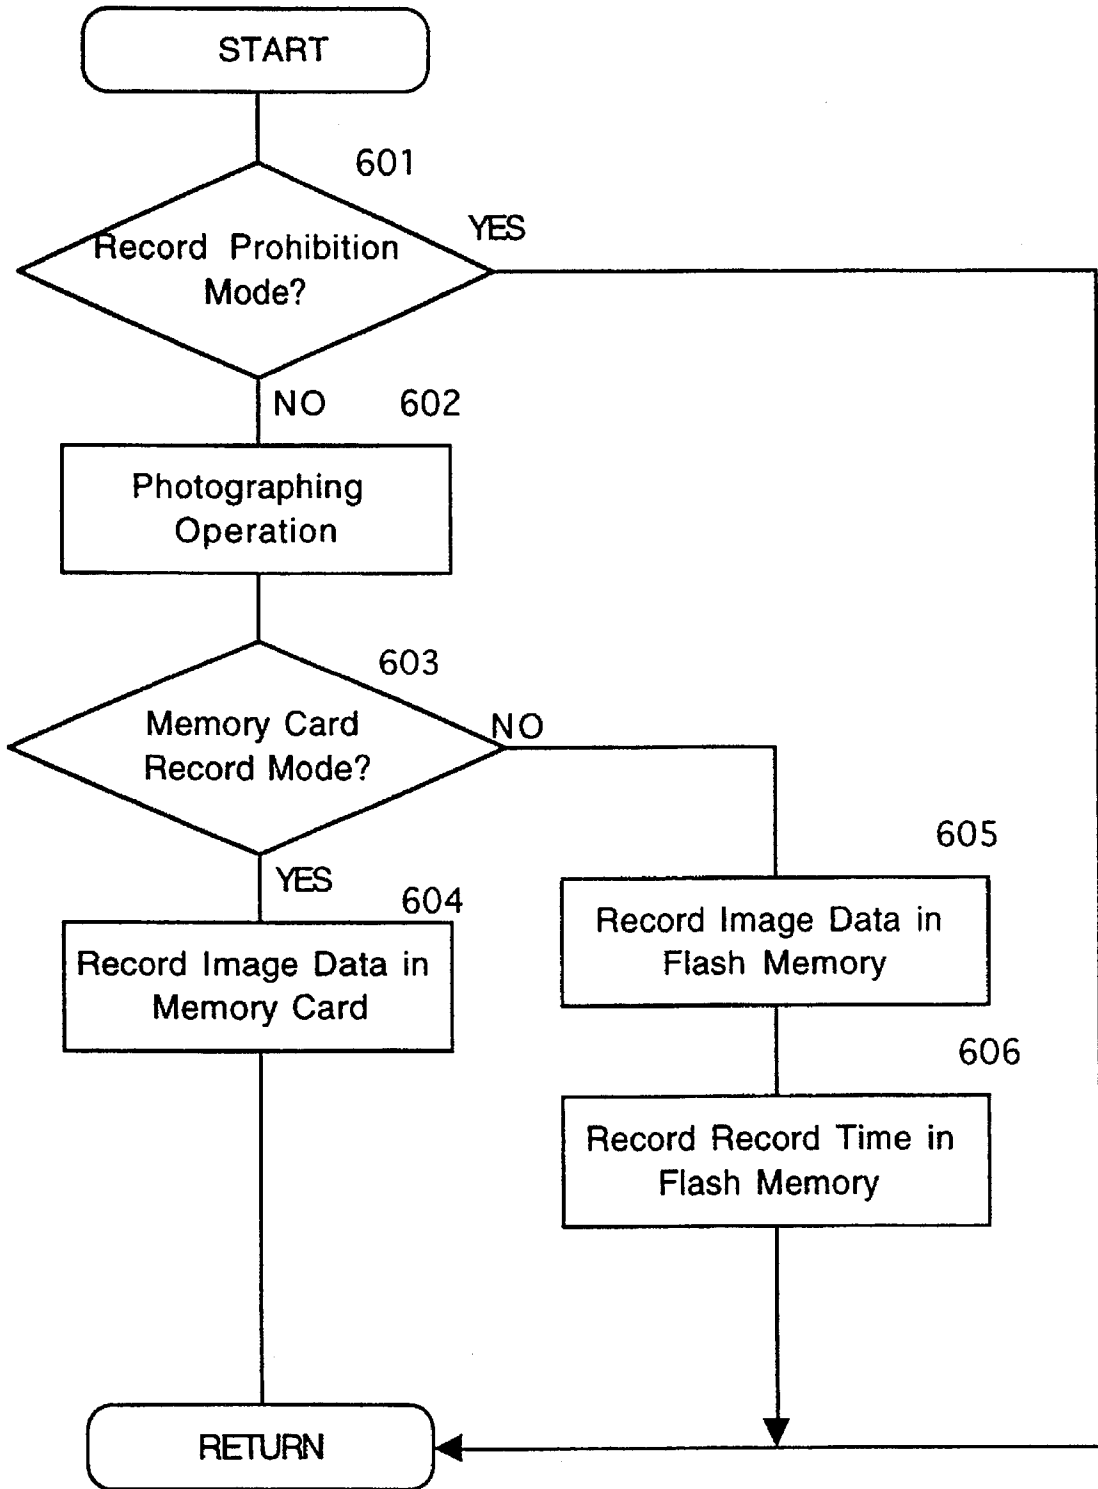 START
601
YES
Record Prohibition
Mode?
NO
602
Photographing
Operation
603
Memory Card
Record Mode?
NO
YES
604
Record Image Data in
Memory Card
605
Record Image Data in
Flash Memory
606
Record Record Time in
Flash Memory
RETURN